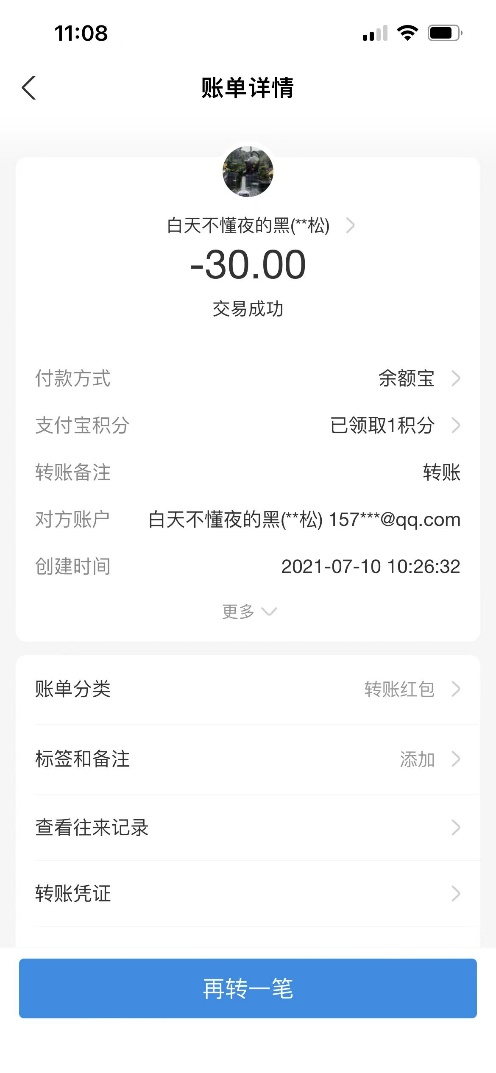 11:08
账单详情
白天不懂夜的黑(**松)
-30.00
交易成功
付款方式 余额宝
支付宝积分 已领取1积分
转账备注 转账
对方账户 白天不懂夜的黑(**松) 157***@qq.com
创建时间 2021-07-10 10:26:32
更多
账单分类 转账红包
标签和备注 添加
查看往来记录
转账凭证
再转一笔